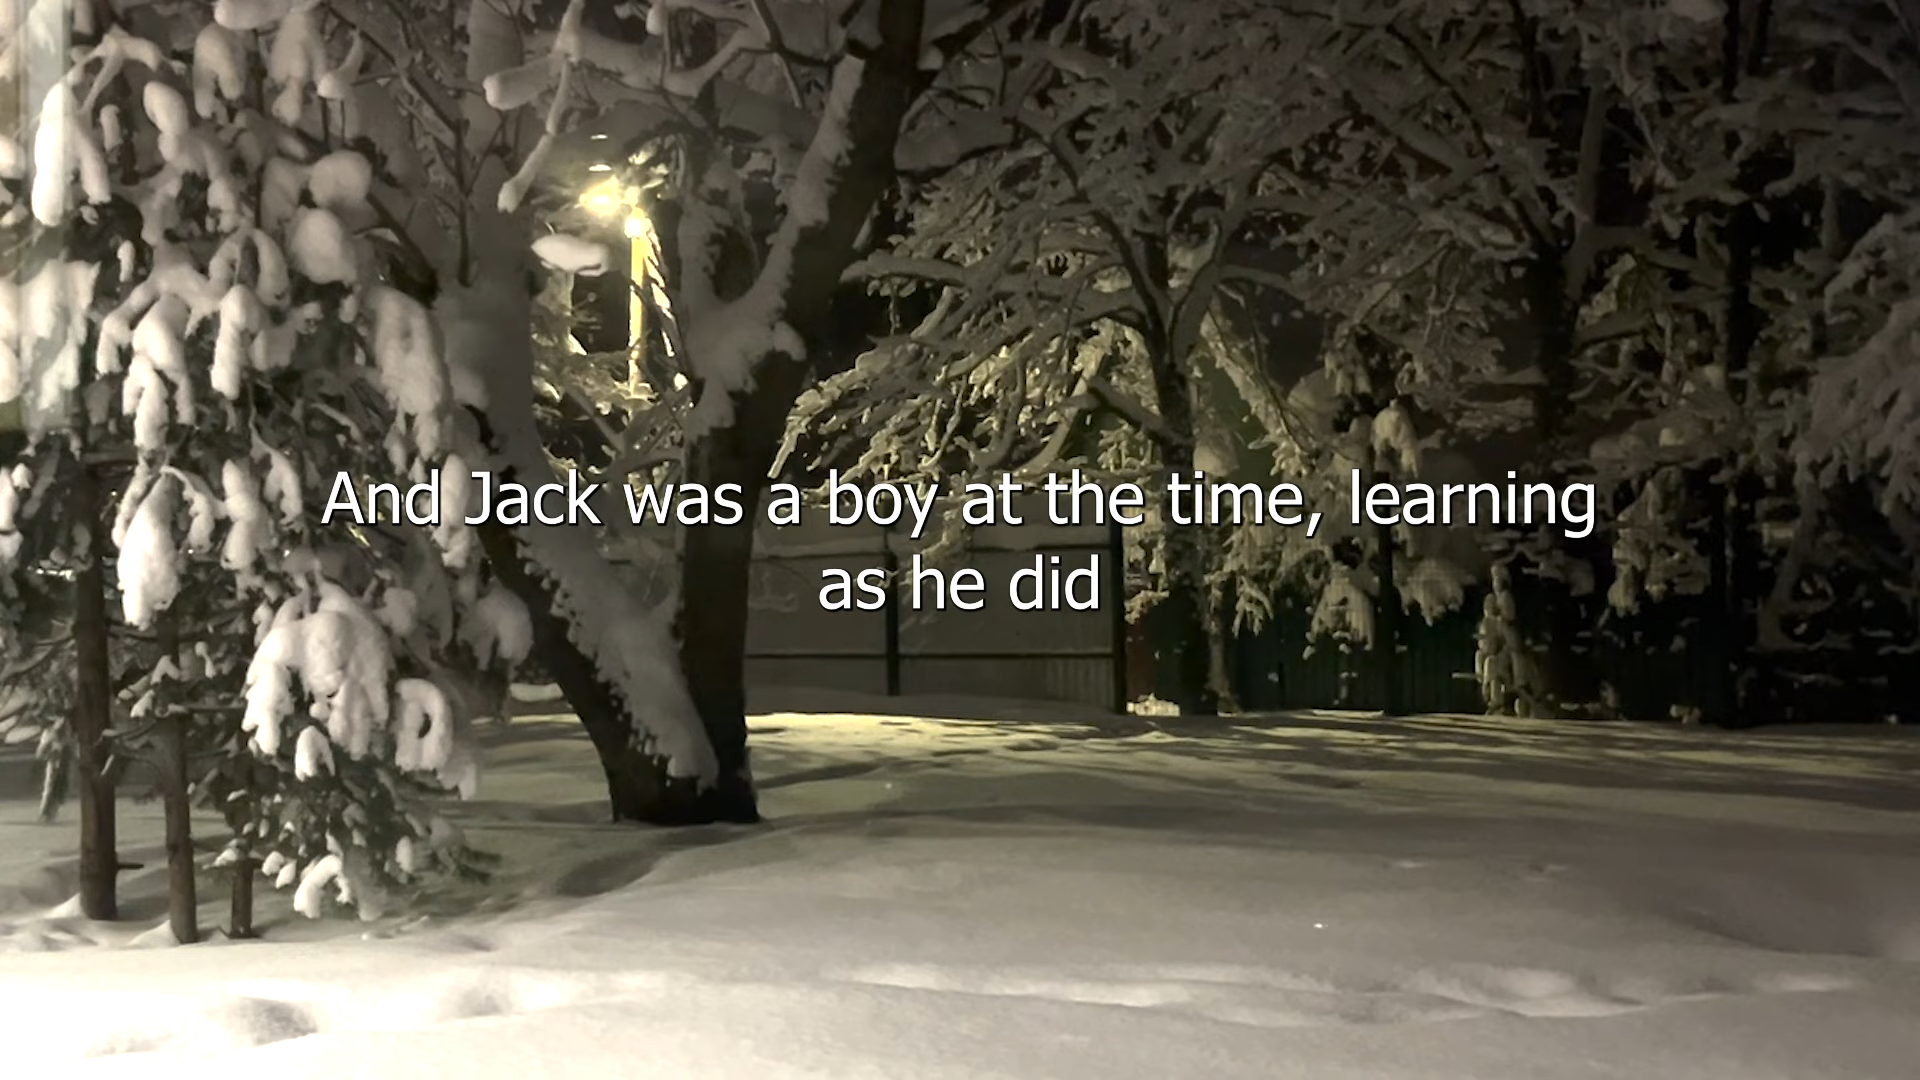 And Jack was a boy at the time, learning
as he did